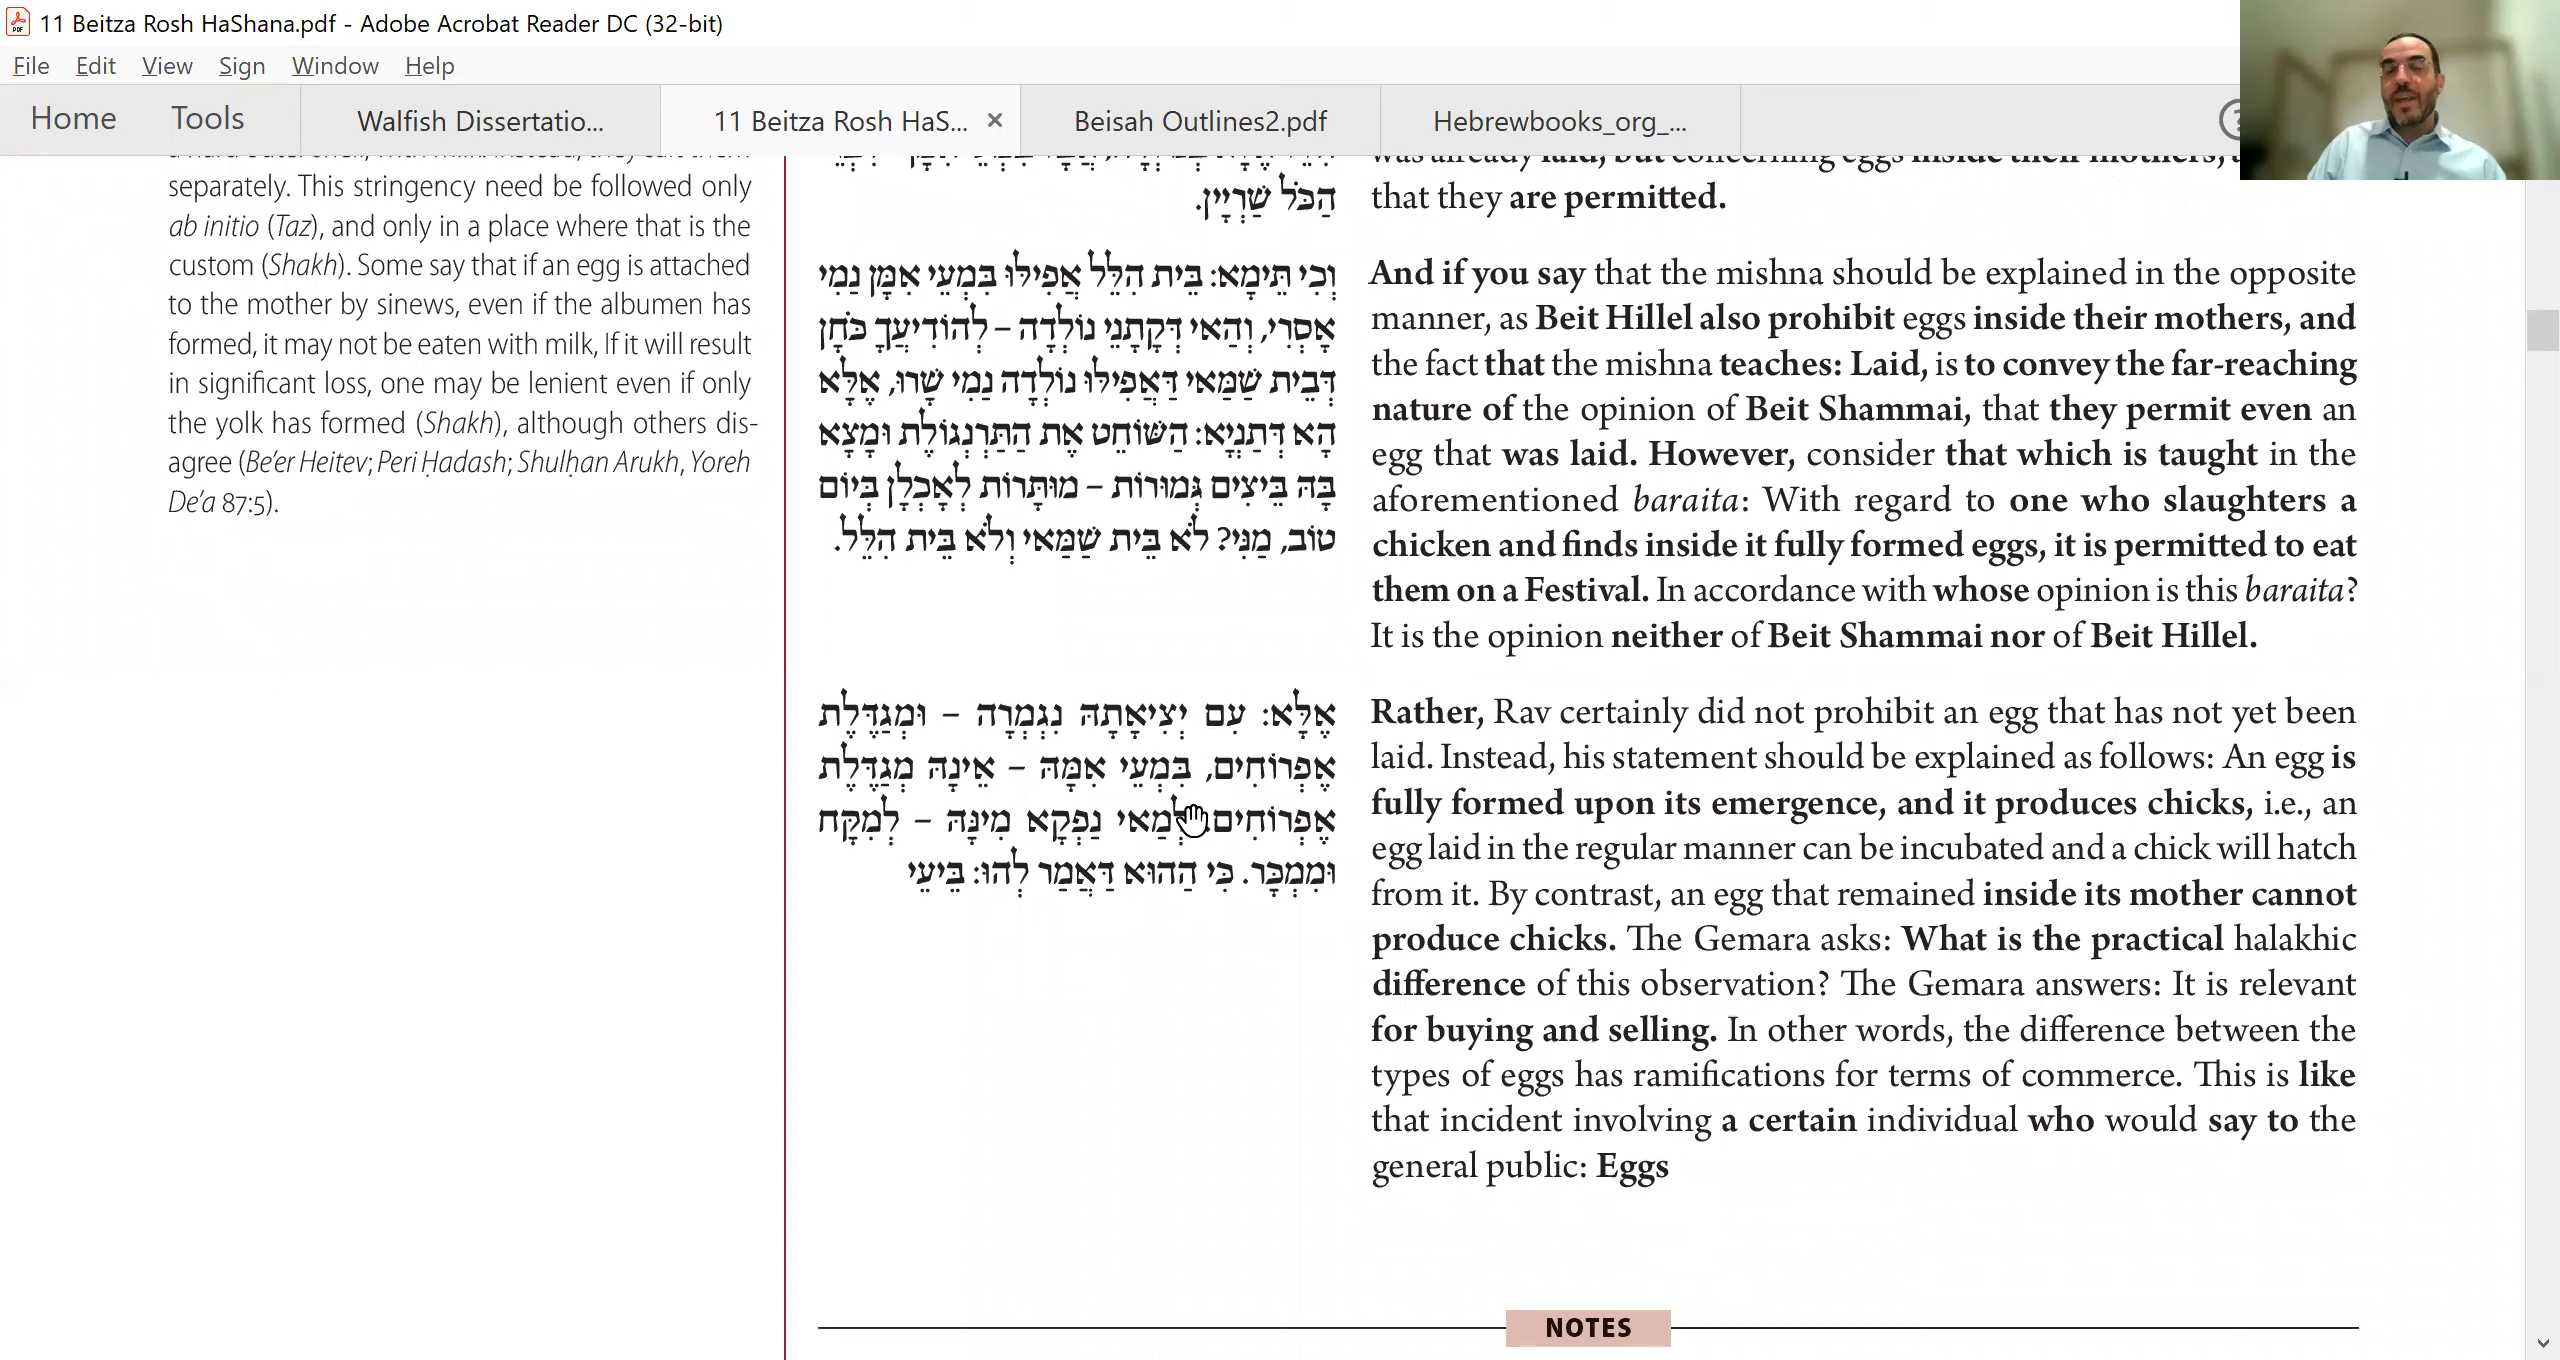 11 Beitza Rosh HaShana.pdf - Adobe Acrobat Reader DC (32-bit)
File Edit View Sign Window Help
Home Tools Walfish Dissertatio... 11 Beitza Rosh HaS... × Beisah Outlines2.pdf Hebrewbooks_org_...
separately. This stringency need be followed only
ab initio (Taz), and only in a place where that is the
custom (Shakh). Some say that if an egg is attached
to the mother by sinews, even if the albumen has
formed, it may not be eaten with milk, If it will result
in significant loss, one may be lenient even if only
the yolk has formed (Shakh), although others dis-
agree (Be'er Heitev; Peri Ḥadash; Shulḥan Arukh, Yoreh
De'a 87:5).
הַכֹּל שַׁרְיָין.
וְכִי תֵּימָא: בֵּית הִלֵּל אֲפִילּוּ בִּמְעֵי אִמָּן נַמִי
אָסְרִי, וְהַאי דְּקָתָנֵי נוֹלְדָה – לְהוֹדִיעֲךָ כֹּחָן
דְּבֵית שַׁמַּאי דַּאֲפִילּוּ נוֹלְדָה נַמִי שָׁרוּ, אֶלָּא
הָא דְּתַנְיָא: הַשּׁוֹחֵט אֶת הַתַּרְנְגוֹלֶת וּמָצָא
בָּהּ בֵּיצִים גְּמוּרוֹת – מוּתָּרוֹת לְאָכְלָן בְּיוֹם
טוֹב, מַנִּי? לֹא בֵּית שַׁמַּאי וְלֹא בֵּית הִלֵּל.
אֶלָּא: עִם יְצִיאָתָהּ נִגְמְרָה – וּמְגַדֶּלֶת
אֶפְרוֹחִים, בִּמְעֵי אִמָּהּ – אֵינָהּ מְגַדֶּלֶת
אֶפְרוֹחִים לְמַאי נַפְקָא מִינָּהּ – לְמִקָּח
וּמִמְכָּר. כִּי הַהוּא דַּאֲמַר לְהוּ: בֵּיעֵי
was already laid, but concerning eggs inside their mothers,
that they are permitted.
And if you say that the mishna should be explained in the opposite
manner, as Beit Hillel also prohibit eggs inside their mothers, and
the fact that the mishna teaches: Laid, is to convey the far-reaching
nature of the opinion of Beit Shammai, that they permit even an
egg that was laid. However, consider that which is taught in the
aforementioned baraita: With regard to one who slaughters a
chicken and finds inside it fully formed eggs, it is permitted to eat
them on a Festival. In accordance with whose opinion is this baraita?
It is the opinion neither of Beit Shammai nor of Beit Hillel.
Rather, Rav certainly did not prohibit an egg that has not yet been
laid. Instead, his statement should be explained as follows: An egg is
fully formed upon its emergence, and it produces chicks, i.e., an
egg laid in the regular manner can be incubated and a chick will hatch
from it. By contrast, an egg that remained inside its mother cannot
produce chicks. The Gemara asks: What is the practical halakhic
difference of this observation? The Gemara answers: It is relevant
for buying and selling. In other words, the difference between the
types of eggs has ramifications for terms of commerce. This is like
that incident involving a certain individual who would say to the
general public: Eggs
NOTES